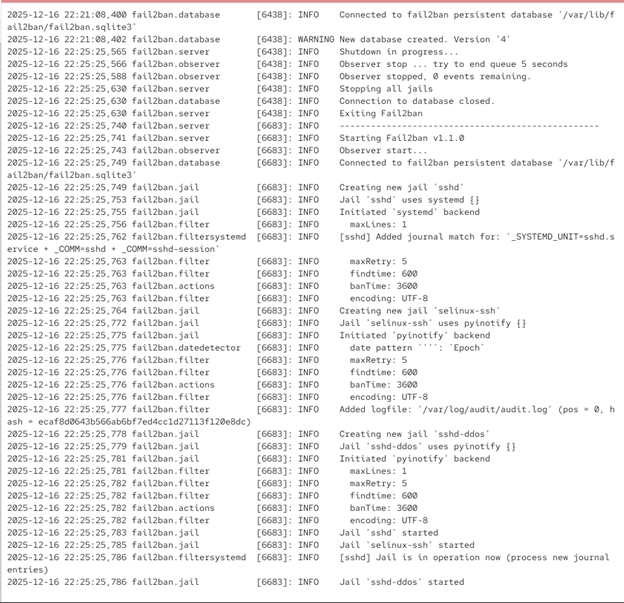 2025-12-16 22:21:08,400 fail2ban.database [6438]: INFO Connected to fail2ban persistent database '/var/lib/f
ail2ban/fail2ban.sqlite3'
2025-12-16 22:21:08,402 fail2ban.database [6438]: WARNING New database created. Version '4'
2025-12-16 22:25:25,565 fail2ban.server [6438]: INFO Shutdown in progress...
2025-12-16 22:25:25,566 fail2ban.observer [6438]: INFO Observer stop ... try to end queue 5 seconds
2025-12-16 22:25:25,588 fail2ban.observer [6438]: INFO Observer stopped, 0 events remaining.
2025-12-16 22:25:25,630 fail2ban.server [6438]: INFO Stopping all jails
2025-12-16 22:25:25,630 fail2ban.database [6438]: INFO Connection to database closed.
2025-12-16 22:25:25,630 fail2ban.server [6438]: INFO Exiting Fail2ban
2025-12-16 22:25:25,740 fail2ban.server [6683]: INFO --------------------------------------------------
2025-12-16 22:25:25,741 fail2ban.server [6683]: INFO Starting Fail2ban v1.1.0
2025-12-16 22:25:25,743 fail2ban.observer [6683]: INFO Observer start...
2025-12-16 22:25:25,749 fail2ban.database [6683]: INFO Connected to fail2ban persistent database '/var/lib/f
ail2ban/fail2ban.sqlite3'
2025-12-16 22:25:25,749 fail2ban.jail [6683]: INFO Creating new jail 'sshd'
2025-12-16 22:25:25,753 fail2ban.jail [6683]: INFO Jail 'sshd' uses systemd {}
2025-12-16 22:25:25,755 fail2ban.jail [6683]: INFO Initiated 'systemd' backend
2025-12-16 22:25:25,756 fail2ban.filter [6683]: INFO maxLines: 1
2025-12-16 22:25:25,762 fail2ban.filtersystemd [6683]: INFO [sshd] Added journal match for: '_SYSTEMD_UNIT=sshd.s
ervice + _COMM=sshd + _COMM=sshd-session'
2025-12-16 22:25:25,763 fail2ban.filter [6683]: INFO maxRetry: 5
2025-12-16 22:25:25,763 fail2ban.filter [6683]: INFO findtime: 600
2025-12-16 22:25:25,763 fail2ban.actions [6683]: INFO banTime: 3600
2025-12-16 22:25:25,763 fail2ban.filter [6683]: INFO encoding: UTF-8
2025-12-16 22:25:25,764 fail2ban.jail [6683]: INFO Creating new jail 'selinux-ssh'
2025-12-16 22:25:25,772 fail2ban.jail [6683]: INFO Jail 'selinux-ssh' uses pyinotify {}
2025-12-16 22:25:25,775 fail2ban.jail [6683]: INFO Initiated 'pyinotify' backend
2025-12-16 22:25:25,775 fail2ban.datedetector [6683]: INFO date pattern '''': 'Epoch'
2025-12-16 22:25:25,775 fail2ban.filter [6683]: INFO maxRetry: 5
2025-12-16 22:25:25,776 fail2ban.filter [6683]: INFO findtime: 600
2025-12-16 22:25:25,776 fail2ban.actions [6683]: INFO banTime: 3600
2025-12-16 22:25:25,776 fail2ban.filter [6683]: INFO encoding: UTF-8
2025-12-16 22:25:25,777 fail2ban.filter [6683]: INFO Added logfile: '/var/log/audit/audit.log' (pos = 0, h
ash = ecaf8d0643b566ab6bf7ed4cc1d27113f120e8dc)
2025-12-16 22:25:25,778 fail2ban.jail [6683]: INFO Creating new jail 'sshd-ddos'
2025-12-16 22:25:25,779 fail2ban.jail [6683]: INFO Jail 'sshd-ddos' uses pyinotify {}
2025-12-16 22:25:25,781 fail2ban.jail [6683]: INFO Initiated 'pyinotify' backend
2025-12-16 22:25:25,781 fail2ban.filter [6683]: INFO maxLines: 1
2025-12-16 22:25:25,782 fail2ban.filter [6683]: INFO maxRetry: 5
2025-12-16 22:25:25,782 fail2ban.filter [6683]: INFO findtime: 600
2025-12-16 22:25:25,782 fail2ban.actions [6683]: INFO banTime: 3600
2025-12-16 22:25:25,782 fail2ban.filter [6683]: INFO encoding: UTF-8
2025-12-16 22:25:25,783 fail2ban.jail [6683]: INFO Jail 'sshd' started
2025-12-16 22:25:25,785 fail2ban.jail [6683]: INFO Jail 'selinux-ssh' started
2025-12-16 22:25:25,786 fail2ban.filtersystemd [6683]: INFO [sshd] Jail is in operation now (process new journal
entries)
2025-12-16 22:25:25,786 fail2ban.jail [6683]: INFO Jail 'sshd-ddos' started